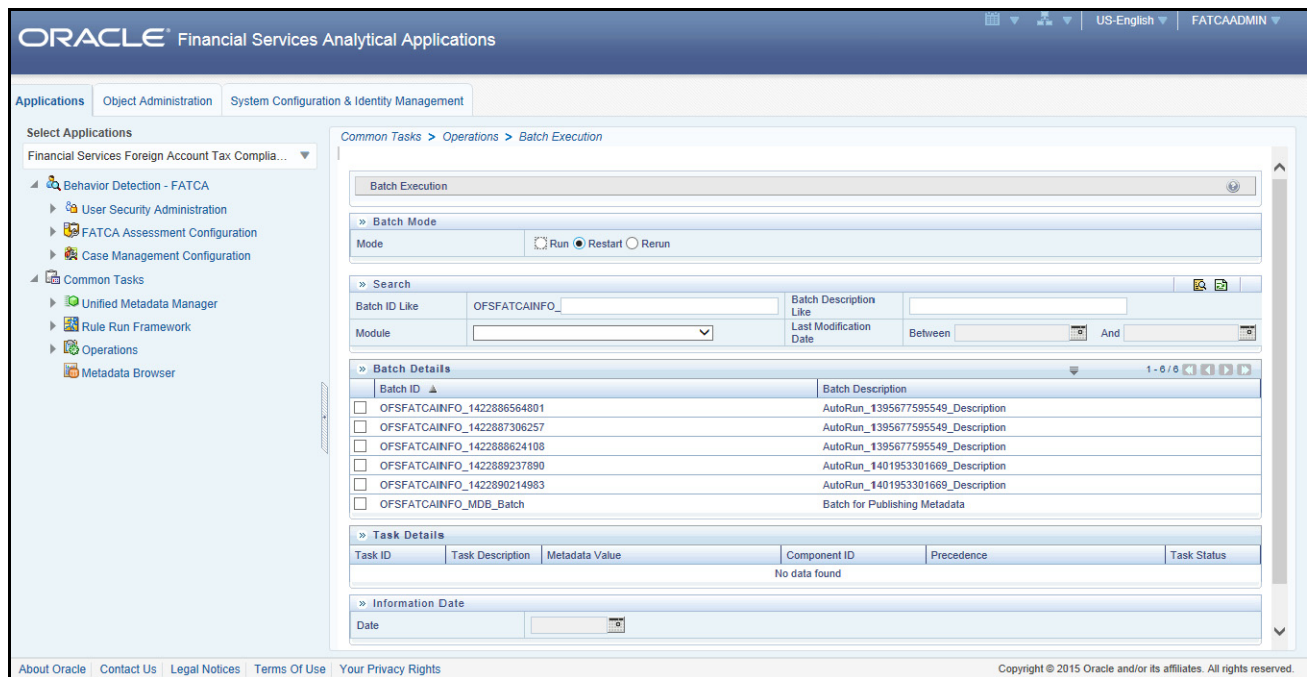 US-English FATCAADMIN
ORACLE® Financial Services Analytical Applications
Applications Object Administration System Configuration & Identity Management
Select Applications
Financial Services Foreign Account Tax Complia...
Behavior Detection - FATCA
User Security Administration
FATCA Assessment Configuration
Case Management Configuration
Common Tasks
Unified Metadata Manager
Rule Run Framework
Operations
Metadata Browser
Common Tasks > Operations > Batch Execution
Batch Execution
» Batch Mode
Mode Run Restart Rerun
» Search
Batch ID Like OFSFATCAINFO_ Batch Description Like
Module Last Modification Date Between And
» Batch Details 1-6/6
Batch ID Batch Description
OFSFATCAINFO_1422886564801 AutoRun_1395677595549_Description
OFSFATCAINFO_1422887306257 AutoRun_1395677595549_Description
OFSFATCAINFO_1422888624108 AutoRun_1395677595549_Description
OFSFATCAINFO_1422889237890 AutoRun_1401953301669_Description
OFSFATCAINFO_1422890214983 AutoRun_1401953301669_Description
OFSFATCAINFO_MDB_Batch Batch for Publishing Metadata
» Task Details
Task ID Task Description Metadata Value Component ID Precedence Task Status
No data found
» Information Date
Date
About Oracle Contact Us Legal Notices Terms Of Use Your Privacy Rights Copyright © 2015 Oracle and/or its affiliates. All rights reserved.